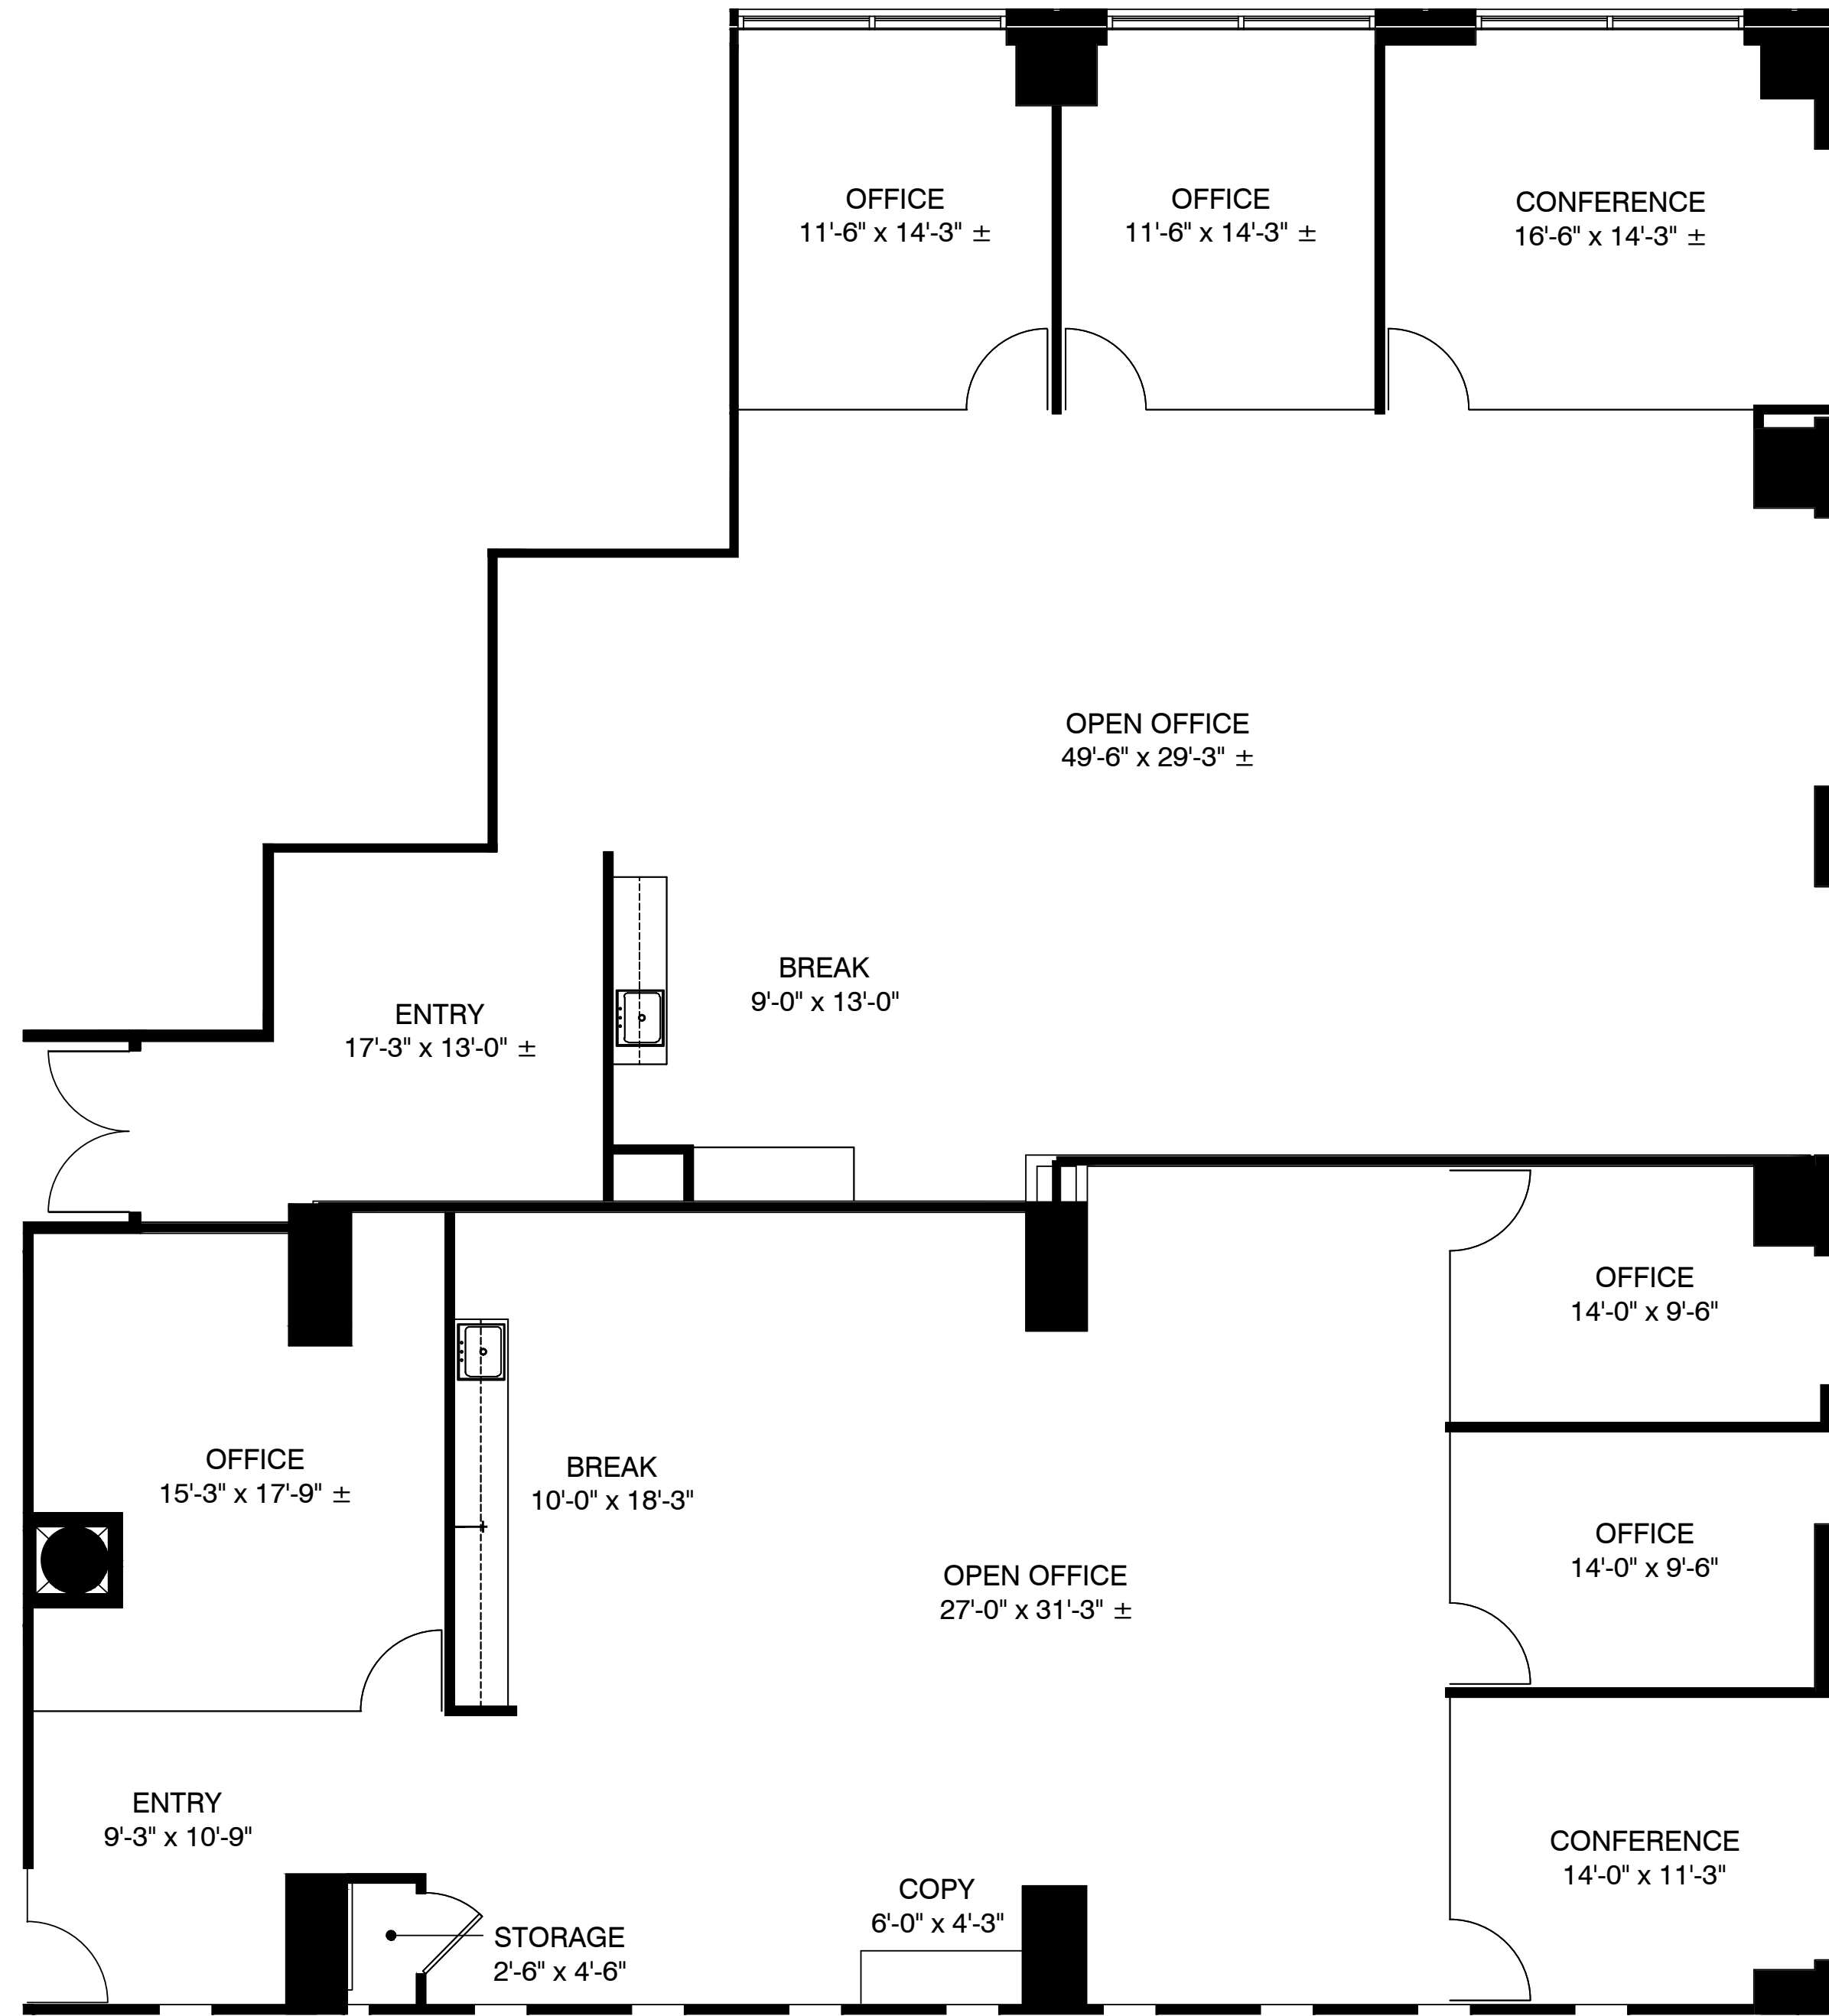 OFFICE
11'-6" x 14'-3" ±
OFFICE
11'-6" x 14'-3" ±
CONFERENCE
16'-6" x 14'-3" ±
OPEN OFFICE
49'-6" x 29'-3" ±
BREAK
9'-0" x 13'-0"
ENTRY
17'-3" x 13'-0" ±
OFFICE
14'-0" x 9'-6"
OFFICE
15'-3" x 17'-9" ±
BREAK
10'-0" x 18'-3"
OFFICE
14'-0" x 9'-6"
OPEN OFFICE
27'-0" x 31'-3" ±
ENTRY
9'-3" x 10'-9"
CONFERENCE
14'-0" x 11'-3"
COPY
6'-0" x 4'-3"
STORAGE
2'-6" x 4'-6"